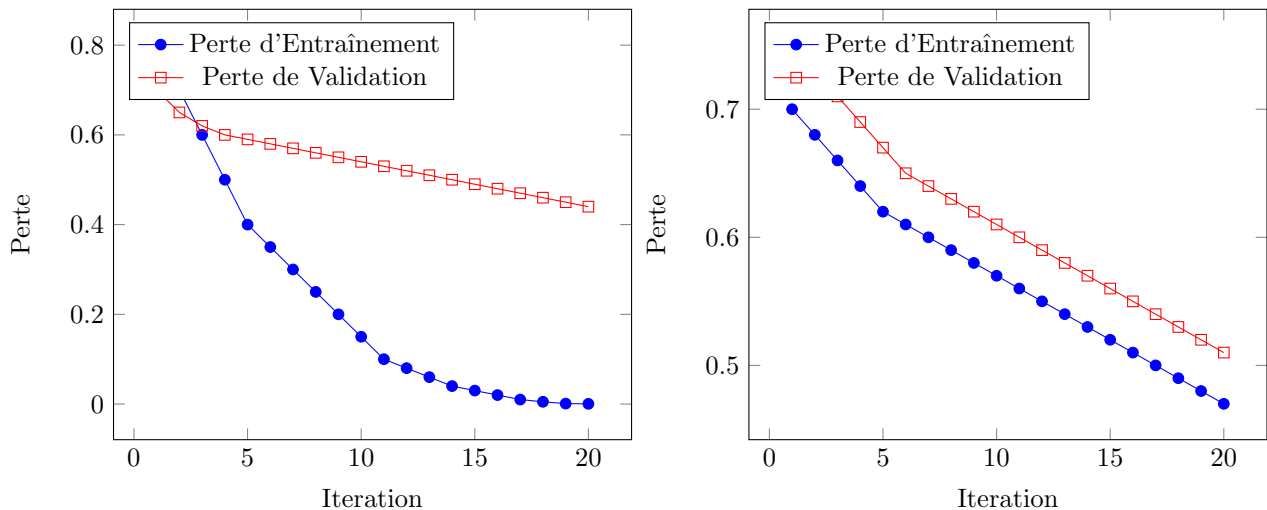 Perte d'Entraînement
Perte de Validation
0.8
0.6
0.4
0.2
0
Perte
0 5 10 15 20
Iteration
Perte d'Entraînement
Perte de Validation
0.7
0.6
0.5
Perte
0 5 10 15 20
Iteration